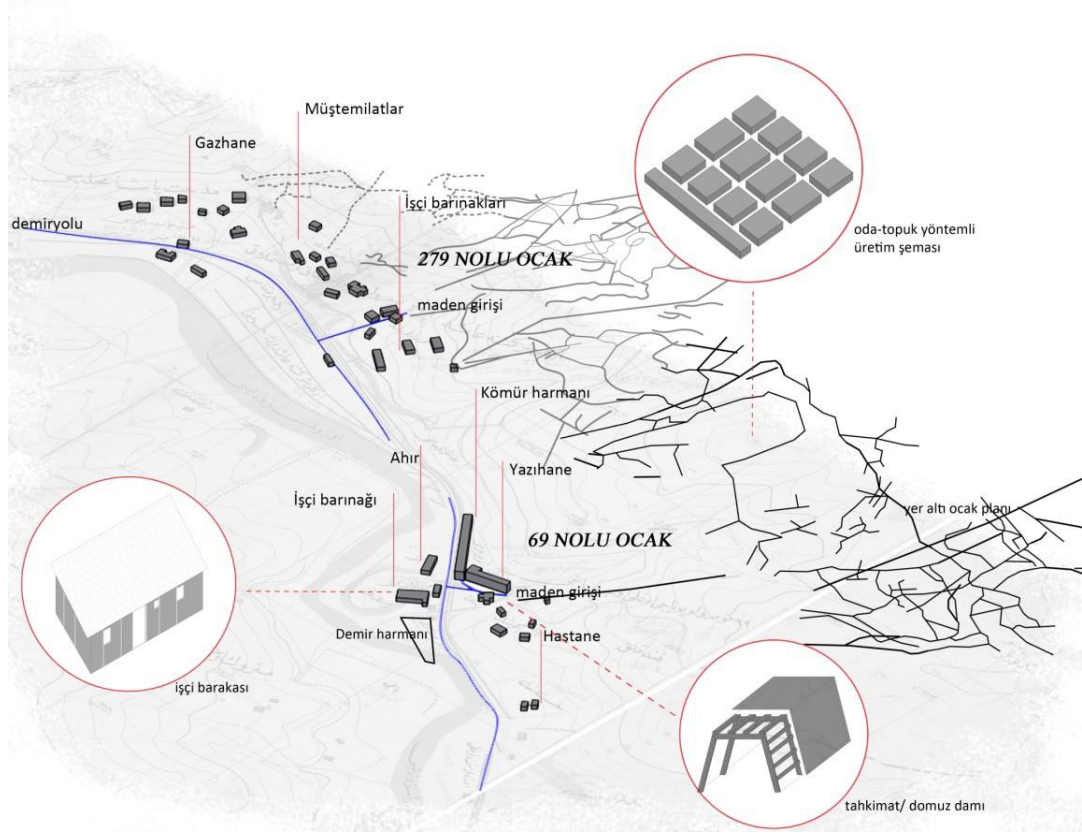 Müştemilatlar
Gazhane
İşçi barınakları
demiryolu
279 NOLU OCAK
maden girişi
oda-topuk yöntemli
üretim şeması
Kömür harmanı
Ahır
Yazıhane
İşçi barınağı
yer altı ocak planı
69 NOLU OCAK
maden girişi
Demir harmanı
Hastane
işçi barakası
tahkimat/ domuz damı